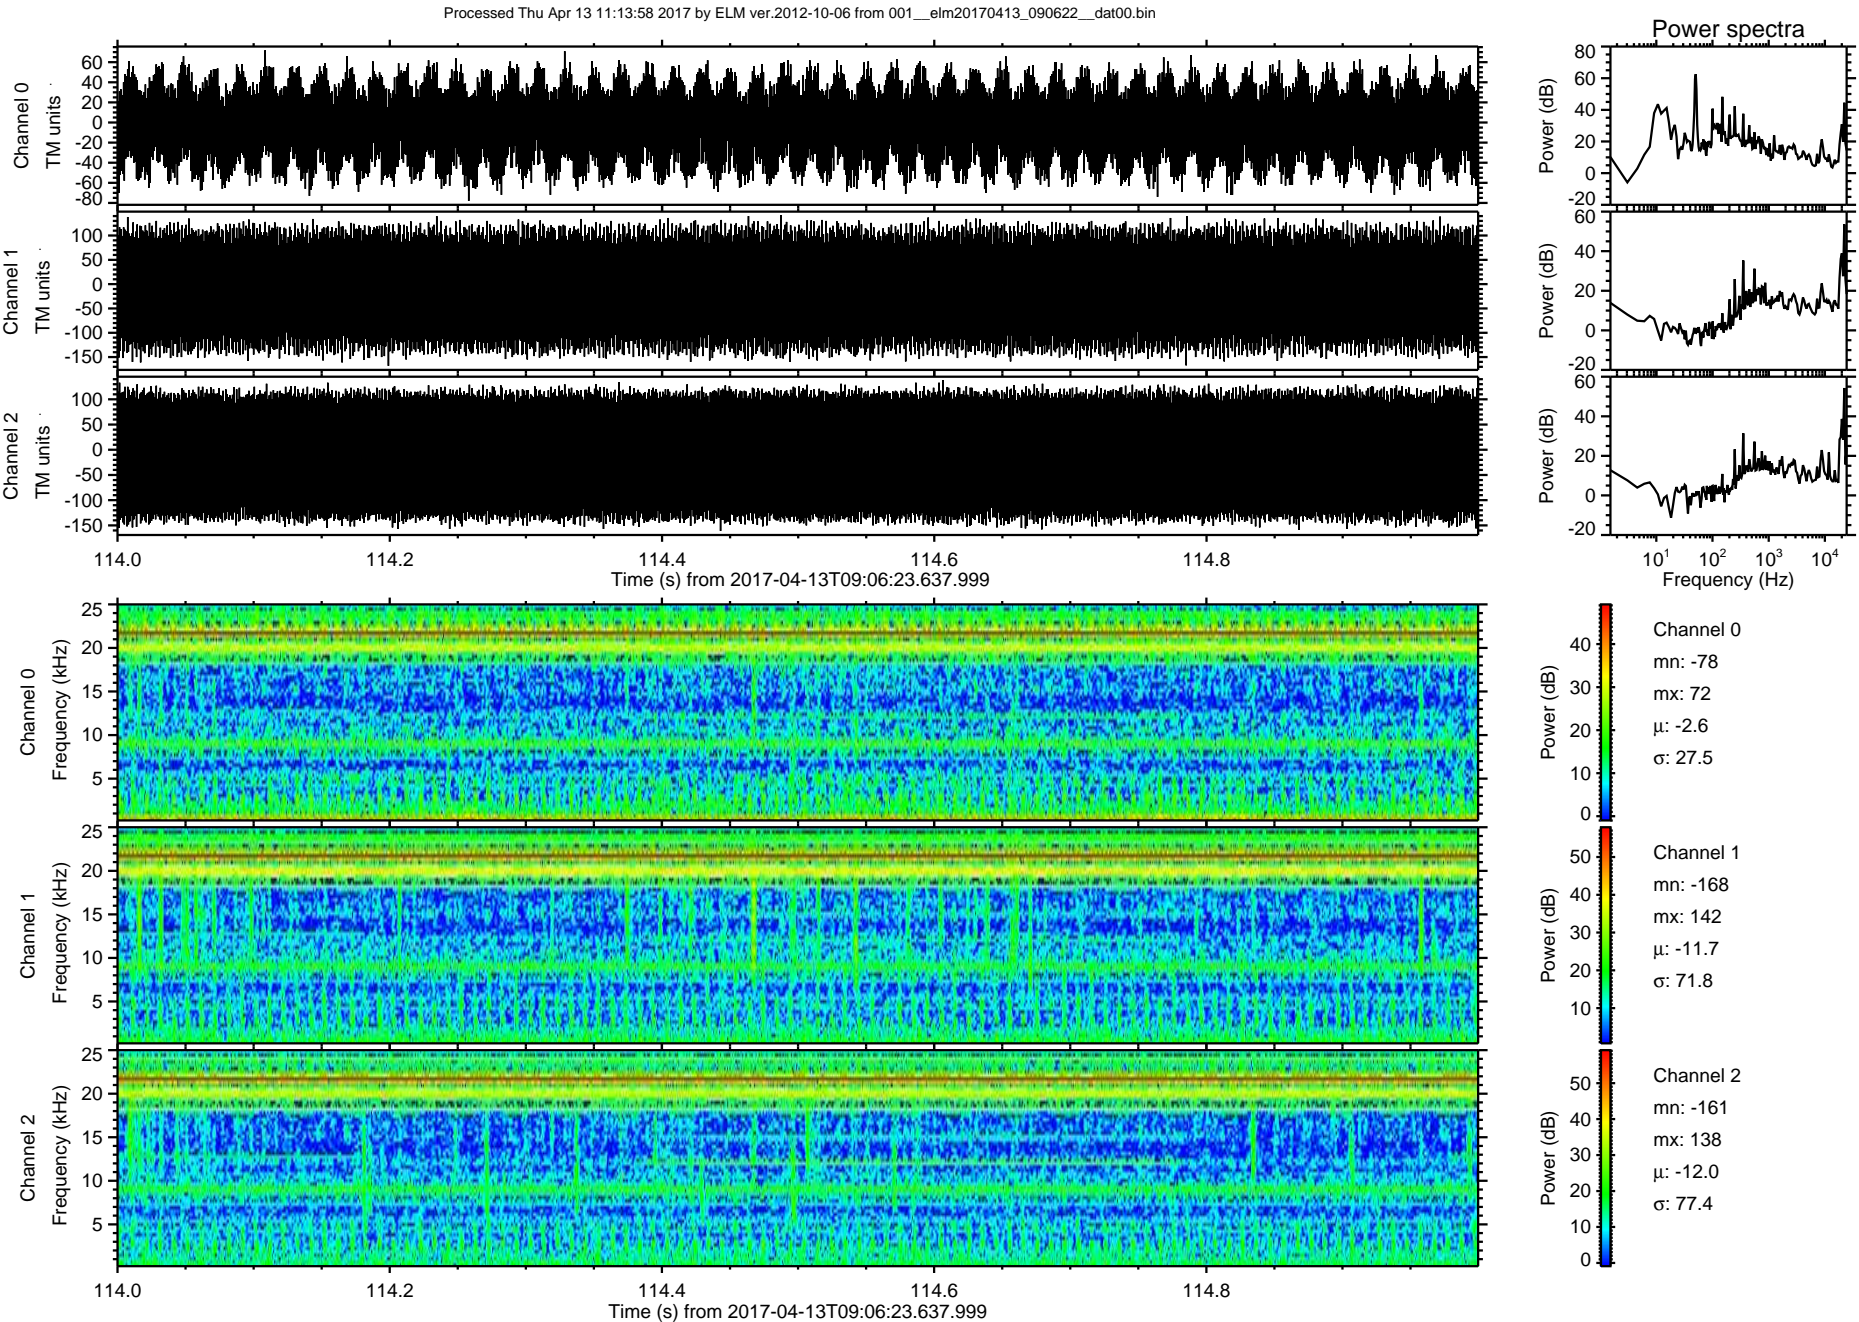 Processed Thu Apr 13 11:13:58 2017 by ELM ver.2012-10-06 from 001__elm20170413_090622__dat00.bin
Power spectra
Channel 0
TM units
60
40
20
0
-20
-40
-60
-80
Power (dB)
80
60
40
20
0
-20
Channel 1
TM units
100
50
0
-50
-100
-150
Power (dB)
60
40
20
0
-20
Channel 2
TM units
100
50
0
-50
-100
-150
Power (dB)
60
40
20
0
-20
114.0 114.2 114.4 114.6 114.8
Time (s) from 2017-04-13T09:06:23.637.999
10¹ 10² 10³ 10⁴
Frequency (Hz)
Channel 0
Frequency (kHz)
25
20
15
10
5
Power (dB)
40
30
20
10
0
Channel 0
mn: -78
mx: 72
µ: -2.6
σ: 27.5
Channel 1
Frequency (kHz)
25
20
15
10
5
Power (dB)
50
40
30
20
10
Channel 1
mn: -168
mx: 142
µ: -11.7
σ: 71.8
Channel 2
Frequency (kHz)
25
20
15
10
5
Power (dB)
50
40
30
20
10
0
Channel 2
mn: -161
mx: 138
µ: -12.0
σ: 77.4
114.0 114.2 114.4 114.6 114.8
Time (s) from 2017-04-13T09:06:23.637.999